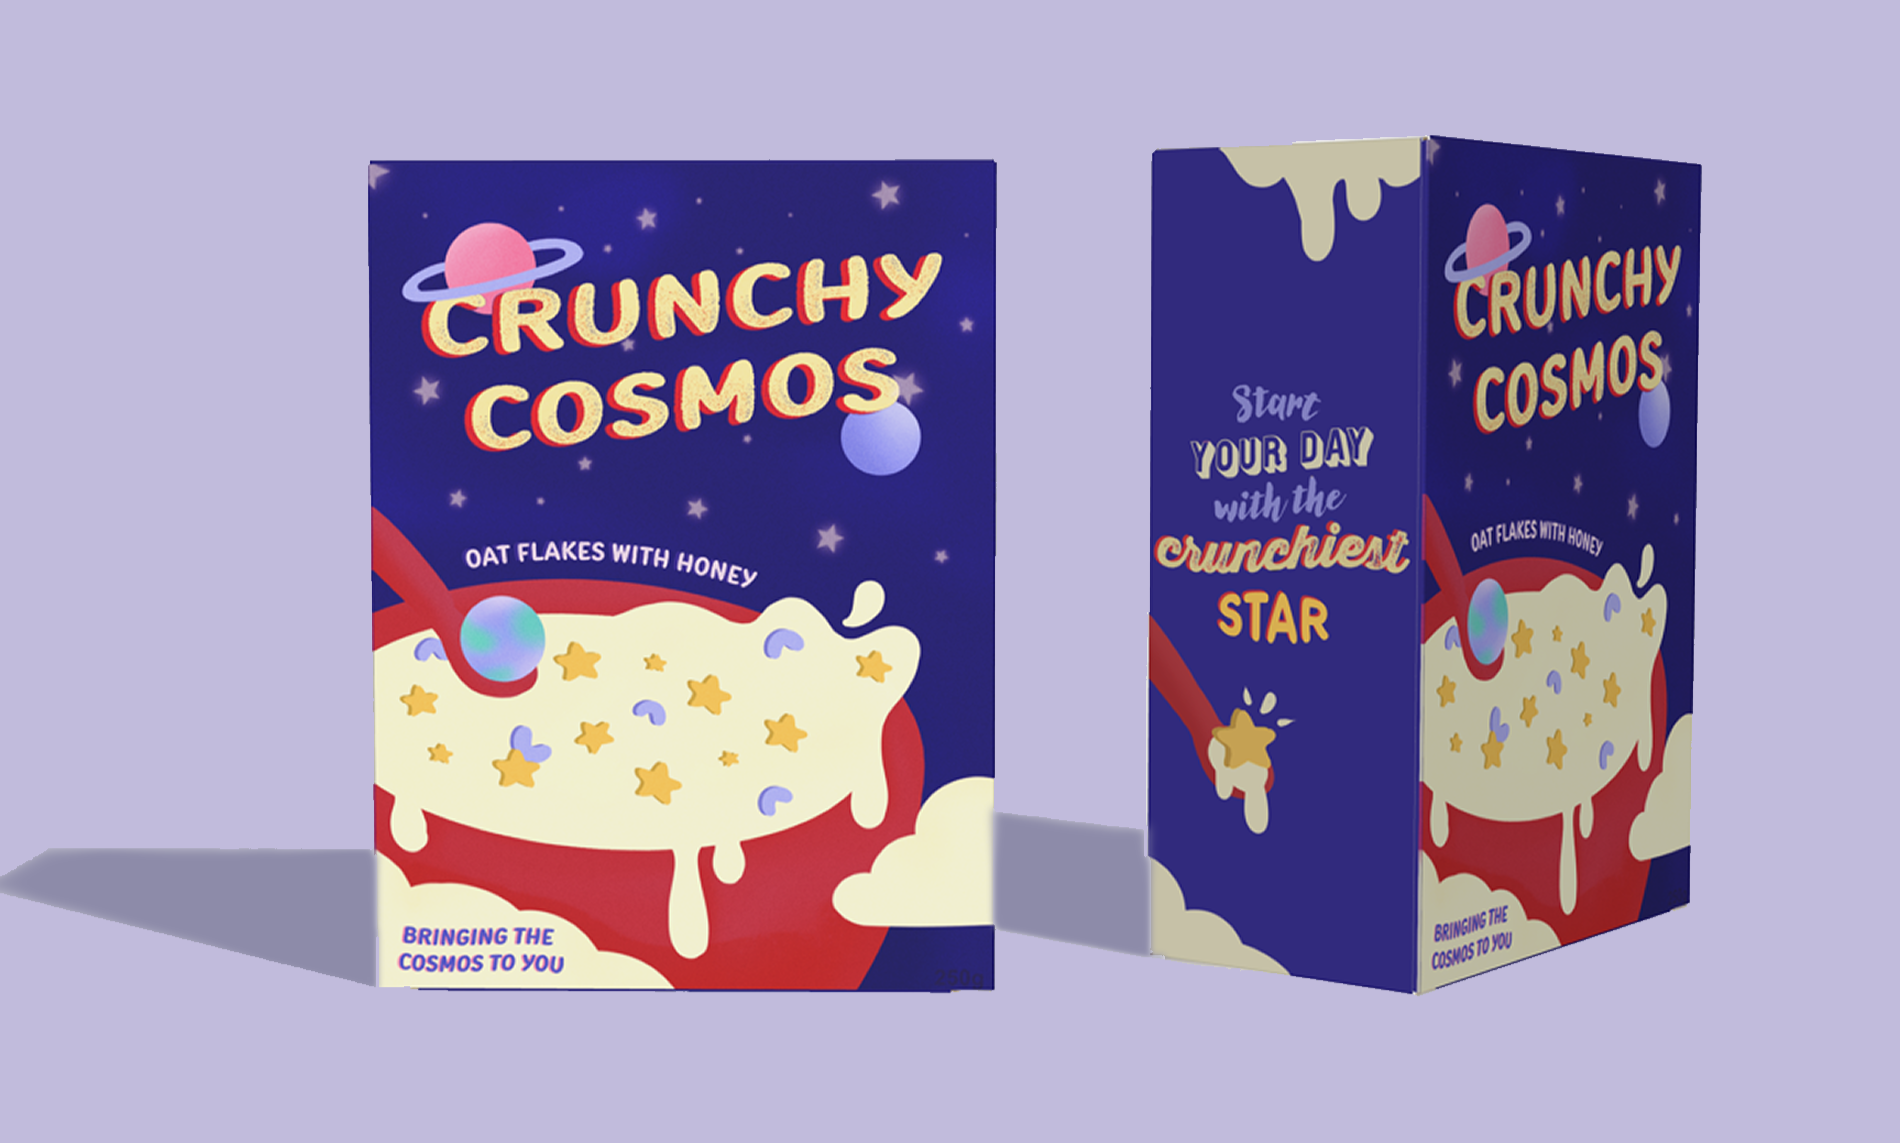 CRUNCHY
COSMOS
OAT FLAKES WITH HONEY
BRINGING THE
COSMOS TO YOU
250g
Start
YOUR DAY
with the
crunchiest
STAR
CRUNCHY
COSMOS
OAT FLAKES WITH HONEY
BRINGING THE
COSMOS TO YOU